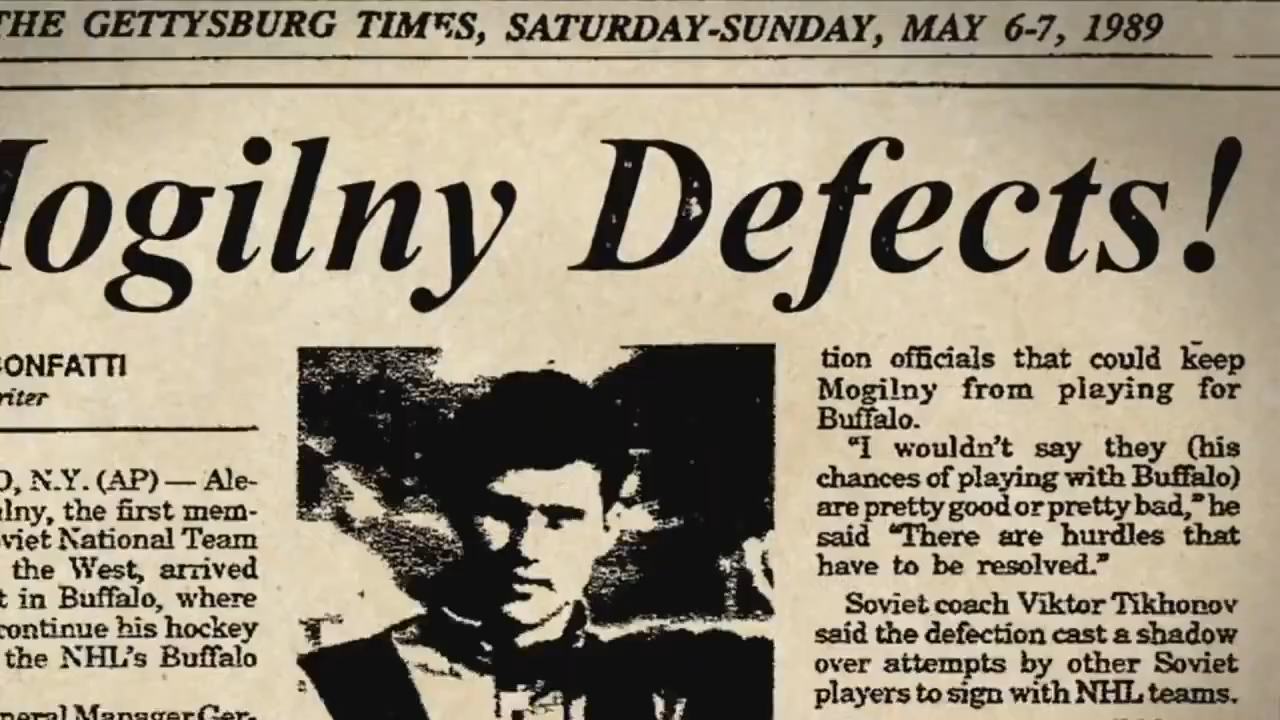 THE GETTYSBURG TIMES, SATURDAY-SUNDAY, MAY 6-7, 1989
Mogilny Defects!
ONFATTI
riter
O, N.Y. (AP) — Ale-
lny, the first mem-
viet National Team
the West, arrived
t in Buffalo, where
continue his hockey
the NHL's Buffalo
neral Manager Ger-
tion officials that could keep
Mogilny from playing for
Buffalo.
"I wouldn't say they (his
chances of playing with Buffalo)
are pretty good or pretty bad," he
said "There are hurdles that
have to be resolved."
Soviet coach Viktor Tikhonov
said the defection cast a shadow
over attempts by other Soviet
players to sign with NHL teams.